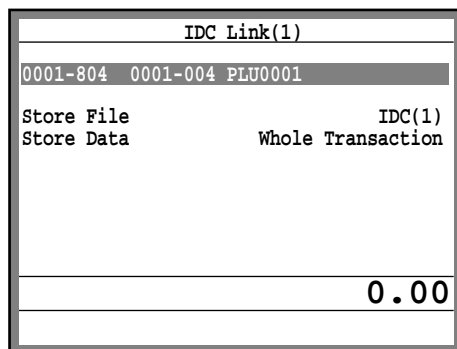 IDC Link(1)
0001-804 0001-004 PLU0001
Store File IDC(1)
Store Data Whole Transaction
0.00